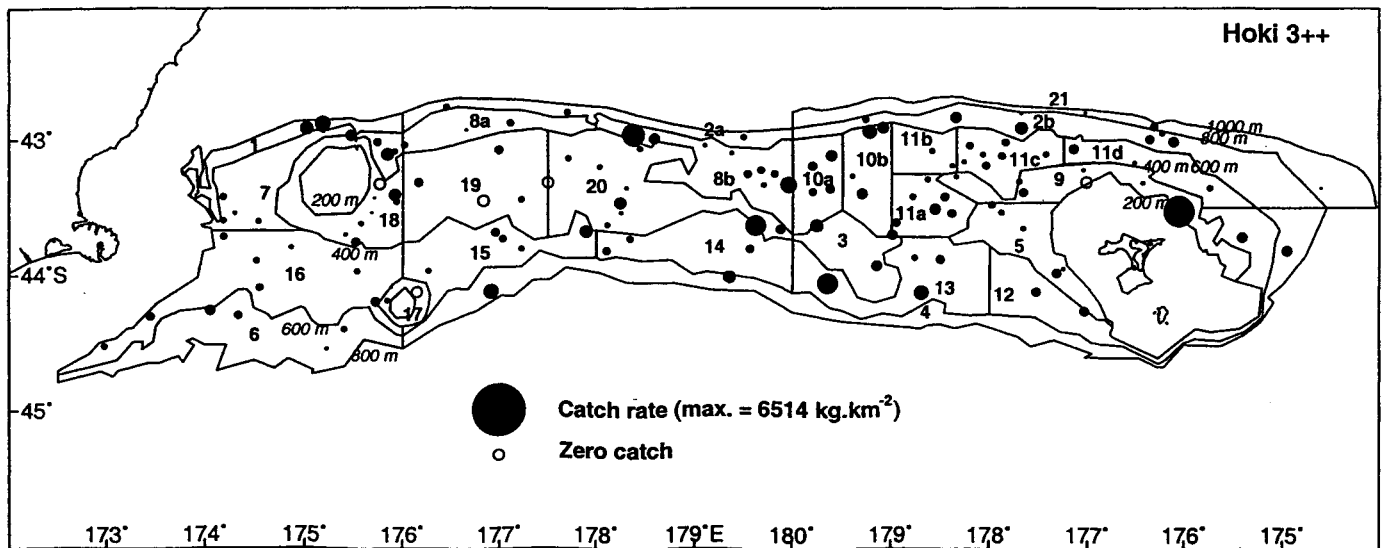 Hoki 3++
21
1000 m
800 m
43°
8a
2a
2b
11b
11c
11d
10b
400 m 600 m
7
200 m
19
20
8b
10a
9
18
11a
200 m
400 m
15
14
3
5
44°S
16
17
13
12
4
6
600 m
800 m
45°
Catch rate (max. = 6514 kg.km-2)
Zero catch
173° 174° 175° 176° 177° 178° 179°E 180° 179° 178° 177° 176° 175°